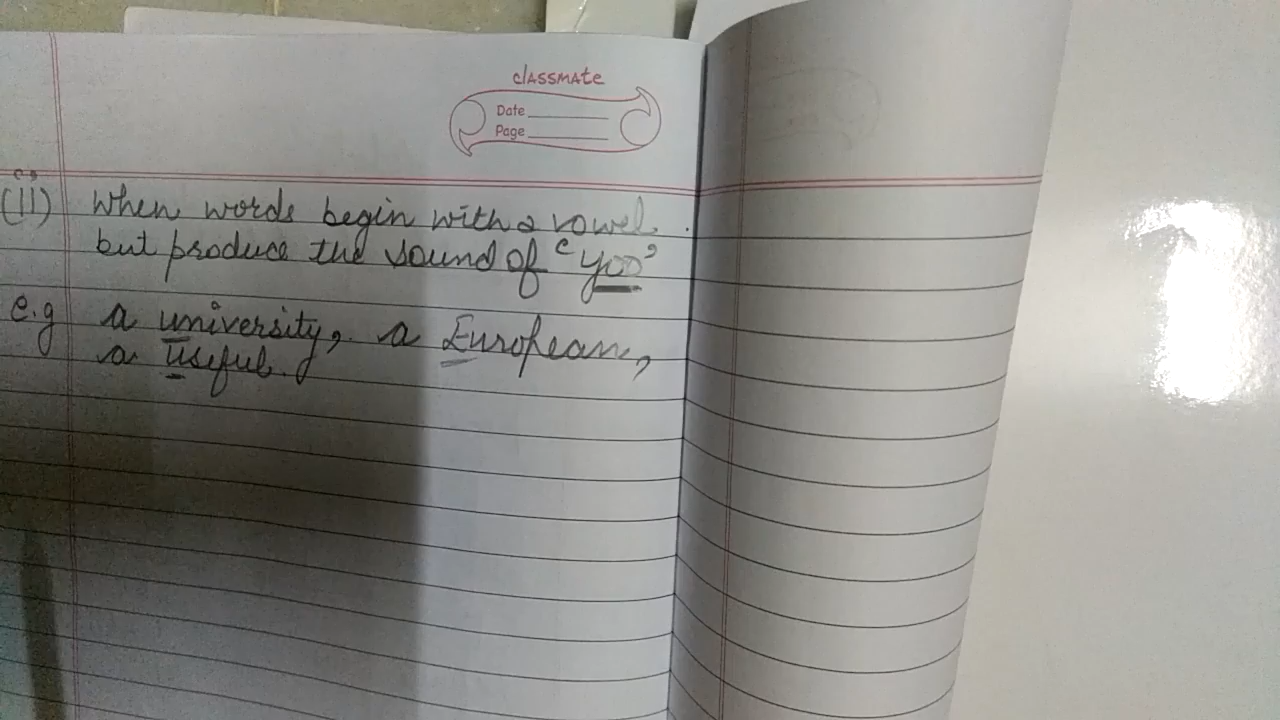 classmate
Date
Page
(ii) when words begin with a vowel
but produce the sound of "yoo"
e.g a university, a European,
a useful.